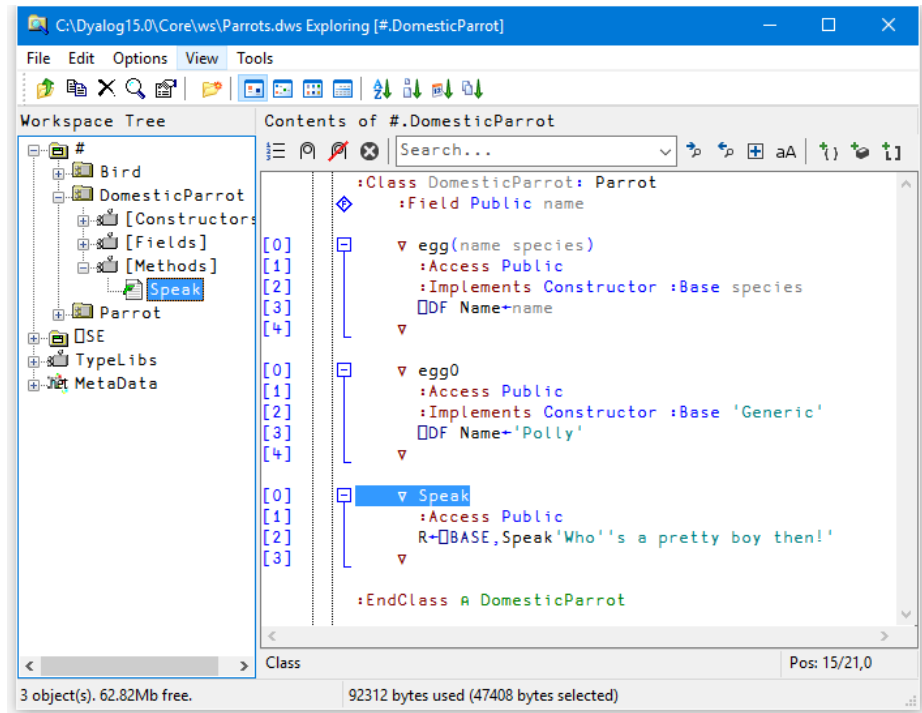 C:\Dyalog15.0\Core\ws\Parrots.dws Exploring [#.DomesticParrot]
File Edit Options View Tools
Workspace Tree
#
Bird
DomesticParrot
[Constructors
[Fields]
[Methods]
Speak
Parrot
⎕SE
TypeLibs
MetaData
Contents of #.DomesticParrot
Search...
aA
:Class DomesticParrot: Parrot
:Field Public name
[0] ∇ egg(name species)
[1] :Access Public
[2] :Implements Constructor :Base species
[3] ⎕DF Name←name
[4] ∇
[0] ∇ egg0
[1] :Access Public
[2] :Implements Constructor :Base 'Generic'
[3] ⎕DF Name←'Polly'
[4] ∇
[0] ∇ Speak
[1] :Access Public
[2] R←⎕BASE,Speak'Who''s a pretty boy then!'
[3] ∇
:EndClass ⍝ DomesticParrot
Class Pos: 15/21,0
3 object(s). 62.82Mb free. 92312 bytes used (47408 bytes selected)